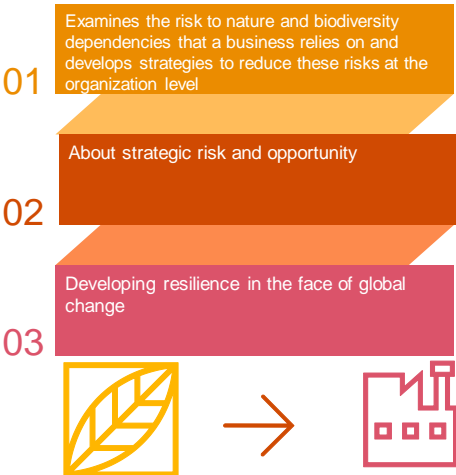 Examines the risk to nature and biodiversity
dependencies that a business relies on and
develops strategies to reduce these risks at the
organization level
01
About strategic risk and opportunity
02
Developing resilience in the face of global
change
03